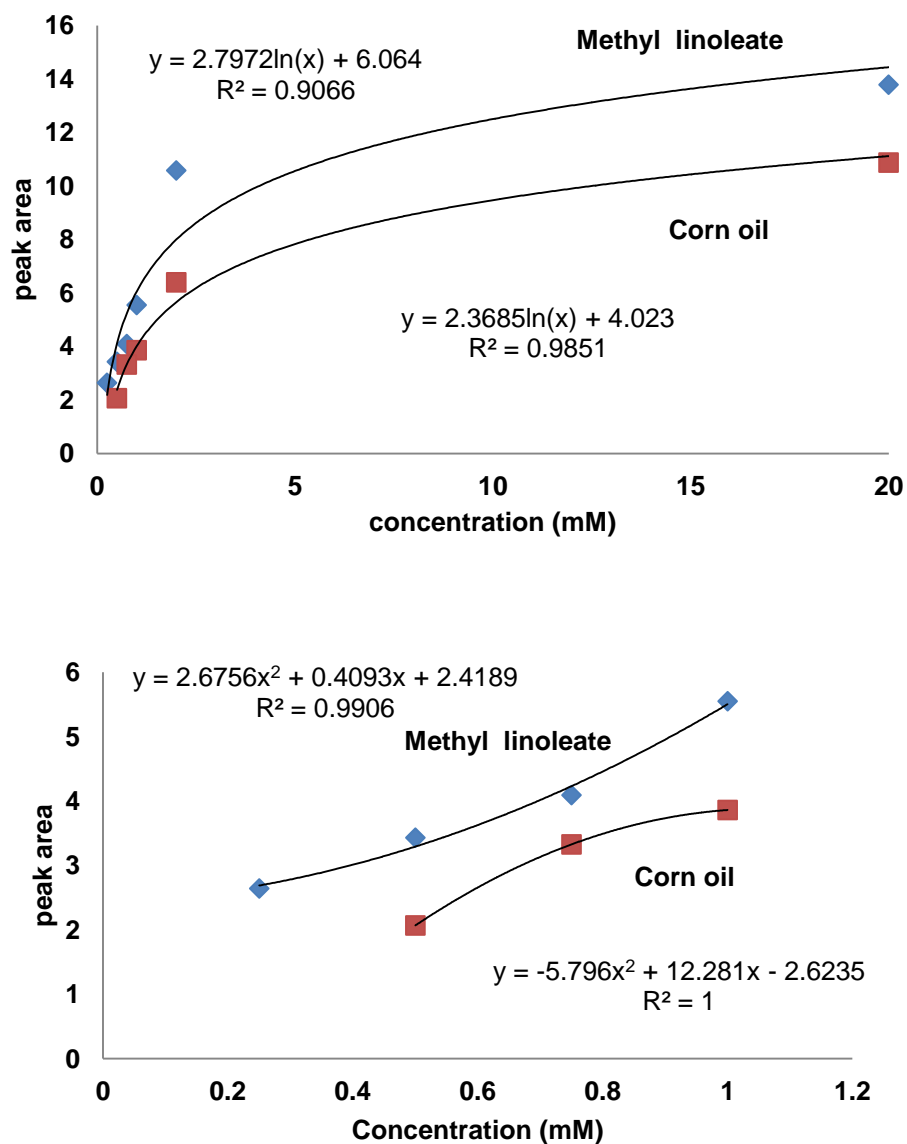 16
14
12
10
8
6
4
2
0
peak area
y = 2.7972ln(x) + 6.064
R² = 0.9066
Methyl linoleate
Corn oil
y = 2.3685ln(x) + 4.023
R² = 0.9851
0 5 10 15 20
concentration (mM)
6
5
4
3
2
1
0
peak area
y = 2.6756x² + 0.4093x + 2.4189
R² = 0.9906
Methyl linoleate
Corn oil
y = -5.796x² + 12.281x - 2.6235
R² = 1
0 0.2 0.4 0.6 0.8 1 1.2
Concentration (mM)